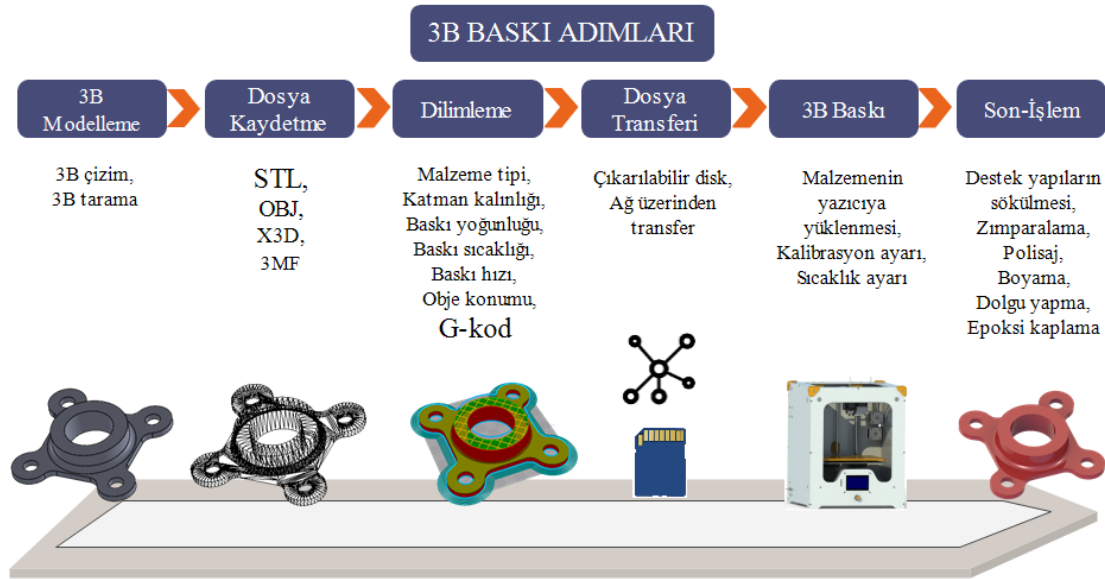 3B BASKI ADIMLARI
3B
Modelleme
Dosya
Kaydetme
Dilimleme
Dosya
Transferi
3B Baskı
Son-İşlem
3B çizim,
3B tarama
STL,
OBJ,
X3D,
3MF
Malzeme tipi,
Katman kalınlığı,
Baskı yoğunluğu,
Baskı sıcaklığı,
Baskı hızı,
Obje konumu,
G-kod
Çıkarılabilir disk,
Ağ üzerinden
transfer
Malzemenin
yazıcıya
yüklenmesi,
Kalibrasyon ayarı,
Sıcaklık ayarı
Destek yapıların
sökülmesi,
Zımparalama,
Polisaj,
Boyama,
Dolgu yapma,
Epoksi kaplama